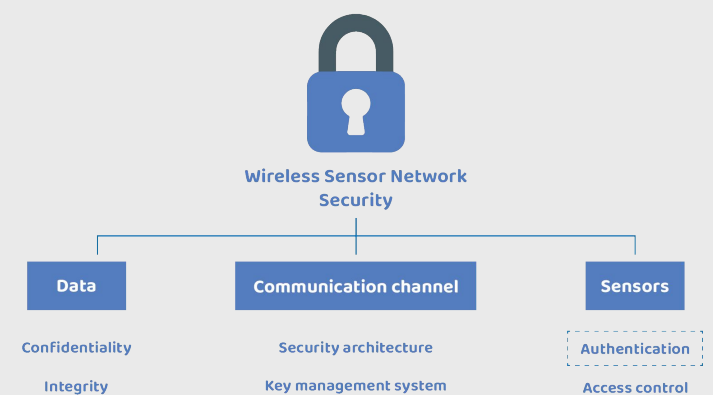 Wireless Sensor Network
Security
Data
Communication channel
Sensors
Confidentiality
Security architecture
Authentication
Integrity
Key management system
Access control